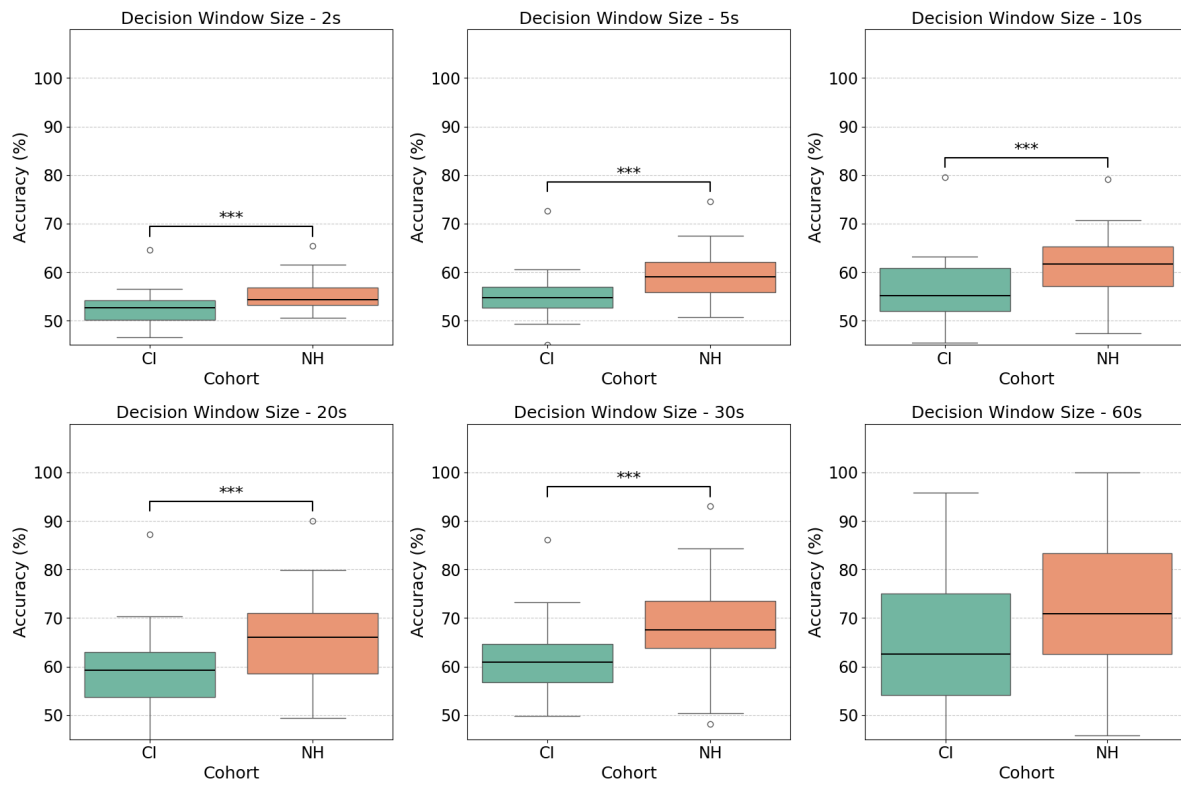 Decision Window Size - 2s
Accuracy (%)
100
90
80
70
60
50
***
CI
NH
Cohort
Decision Window Size - 5s
Accuracy (%)
100
90
80
70
60
50
***
CI
NH
Cohort
Decision Window Size - 10s
Accuracy (%)
100
90
80
70
60
50
***
CI
NH
Cohort
Decision Window Size - 20s
Accuracy (%)
100
90
80
70
60
50
***
CI
NH
Cohort
Decision Window Size - 30s
Accuracy (%)
100
90
80
70
60
50
***
CI
NH
Cohort
Decision Window Size - 60s
Accuracy (%)
100
90
80
70
60
50
CI
NH
Cohort